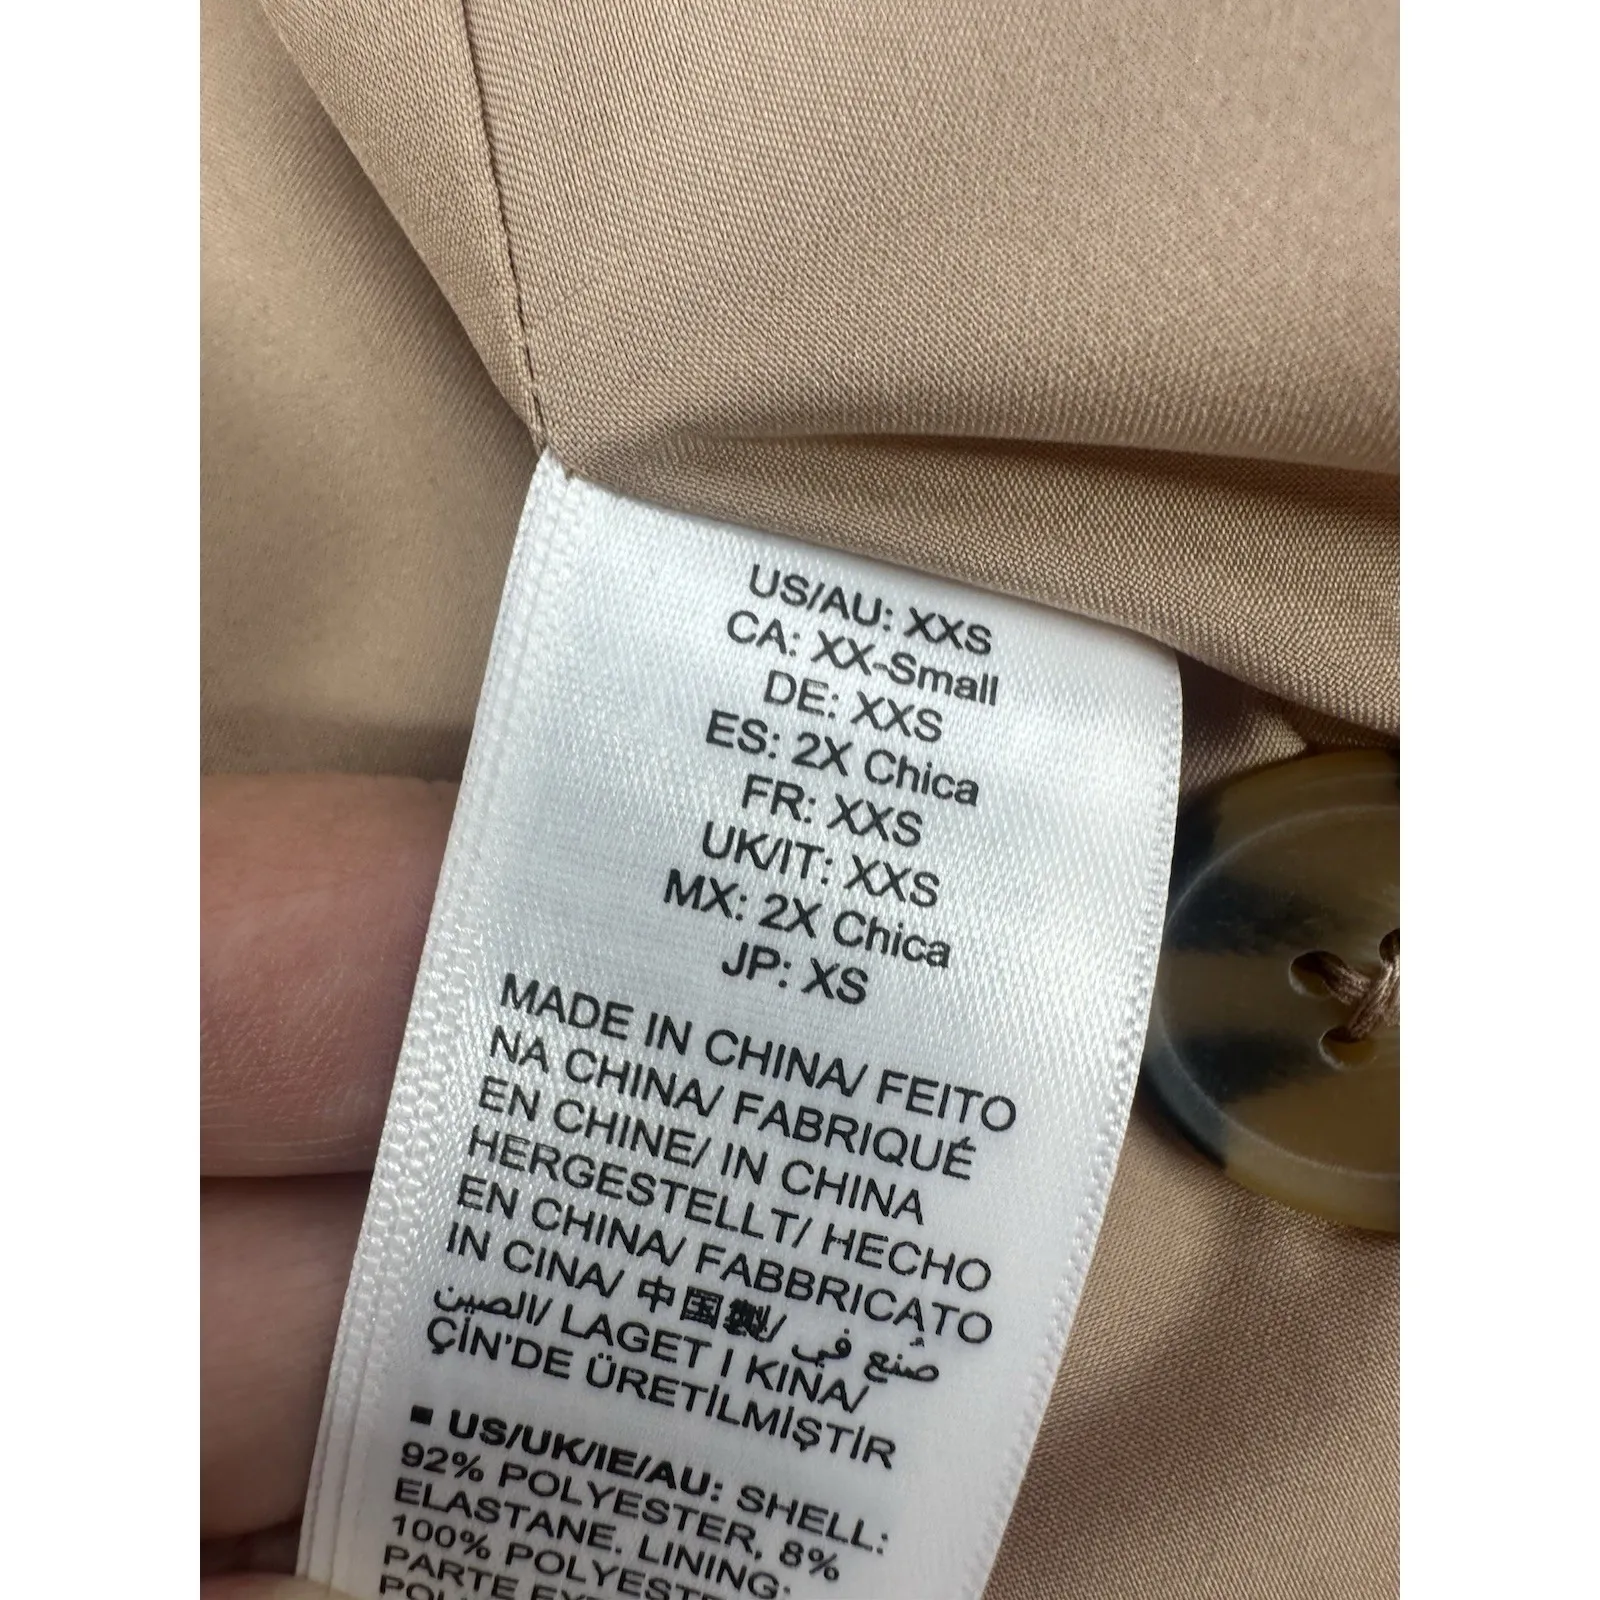 US/AU: XXS
CA: XX-Small
DE: XXS
ES: 2X Chica
FR: XXS
UK/IT: XXS
MX: 2X Chica
JP: XS
MADE IN CHINA/ FEITO
NA CHINA/ FABRIQUÉ
EN CHINE/ IN CHINA
HERGESTELLT/ HECHO
EN CHINA/ FABBRICATO
IN CINA/ 中国製/ صُنع في
الصين/ LAGET I KINA/
ÇİN'DE ÜRETİLMİŞTİR
■ US/UK/IE/AU: SHELL:
92% POLYESTER, 8%
ELASTANE. LINING:
100% POLYESTE
PARTE